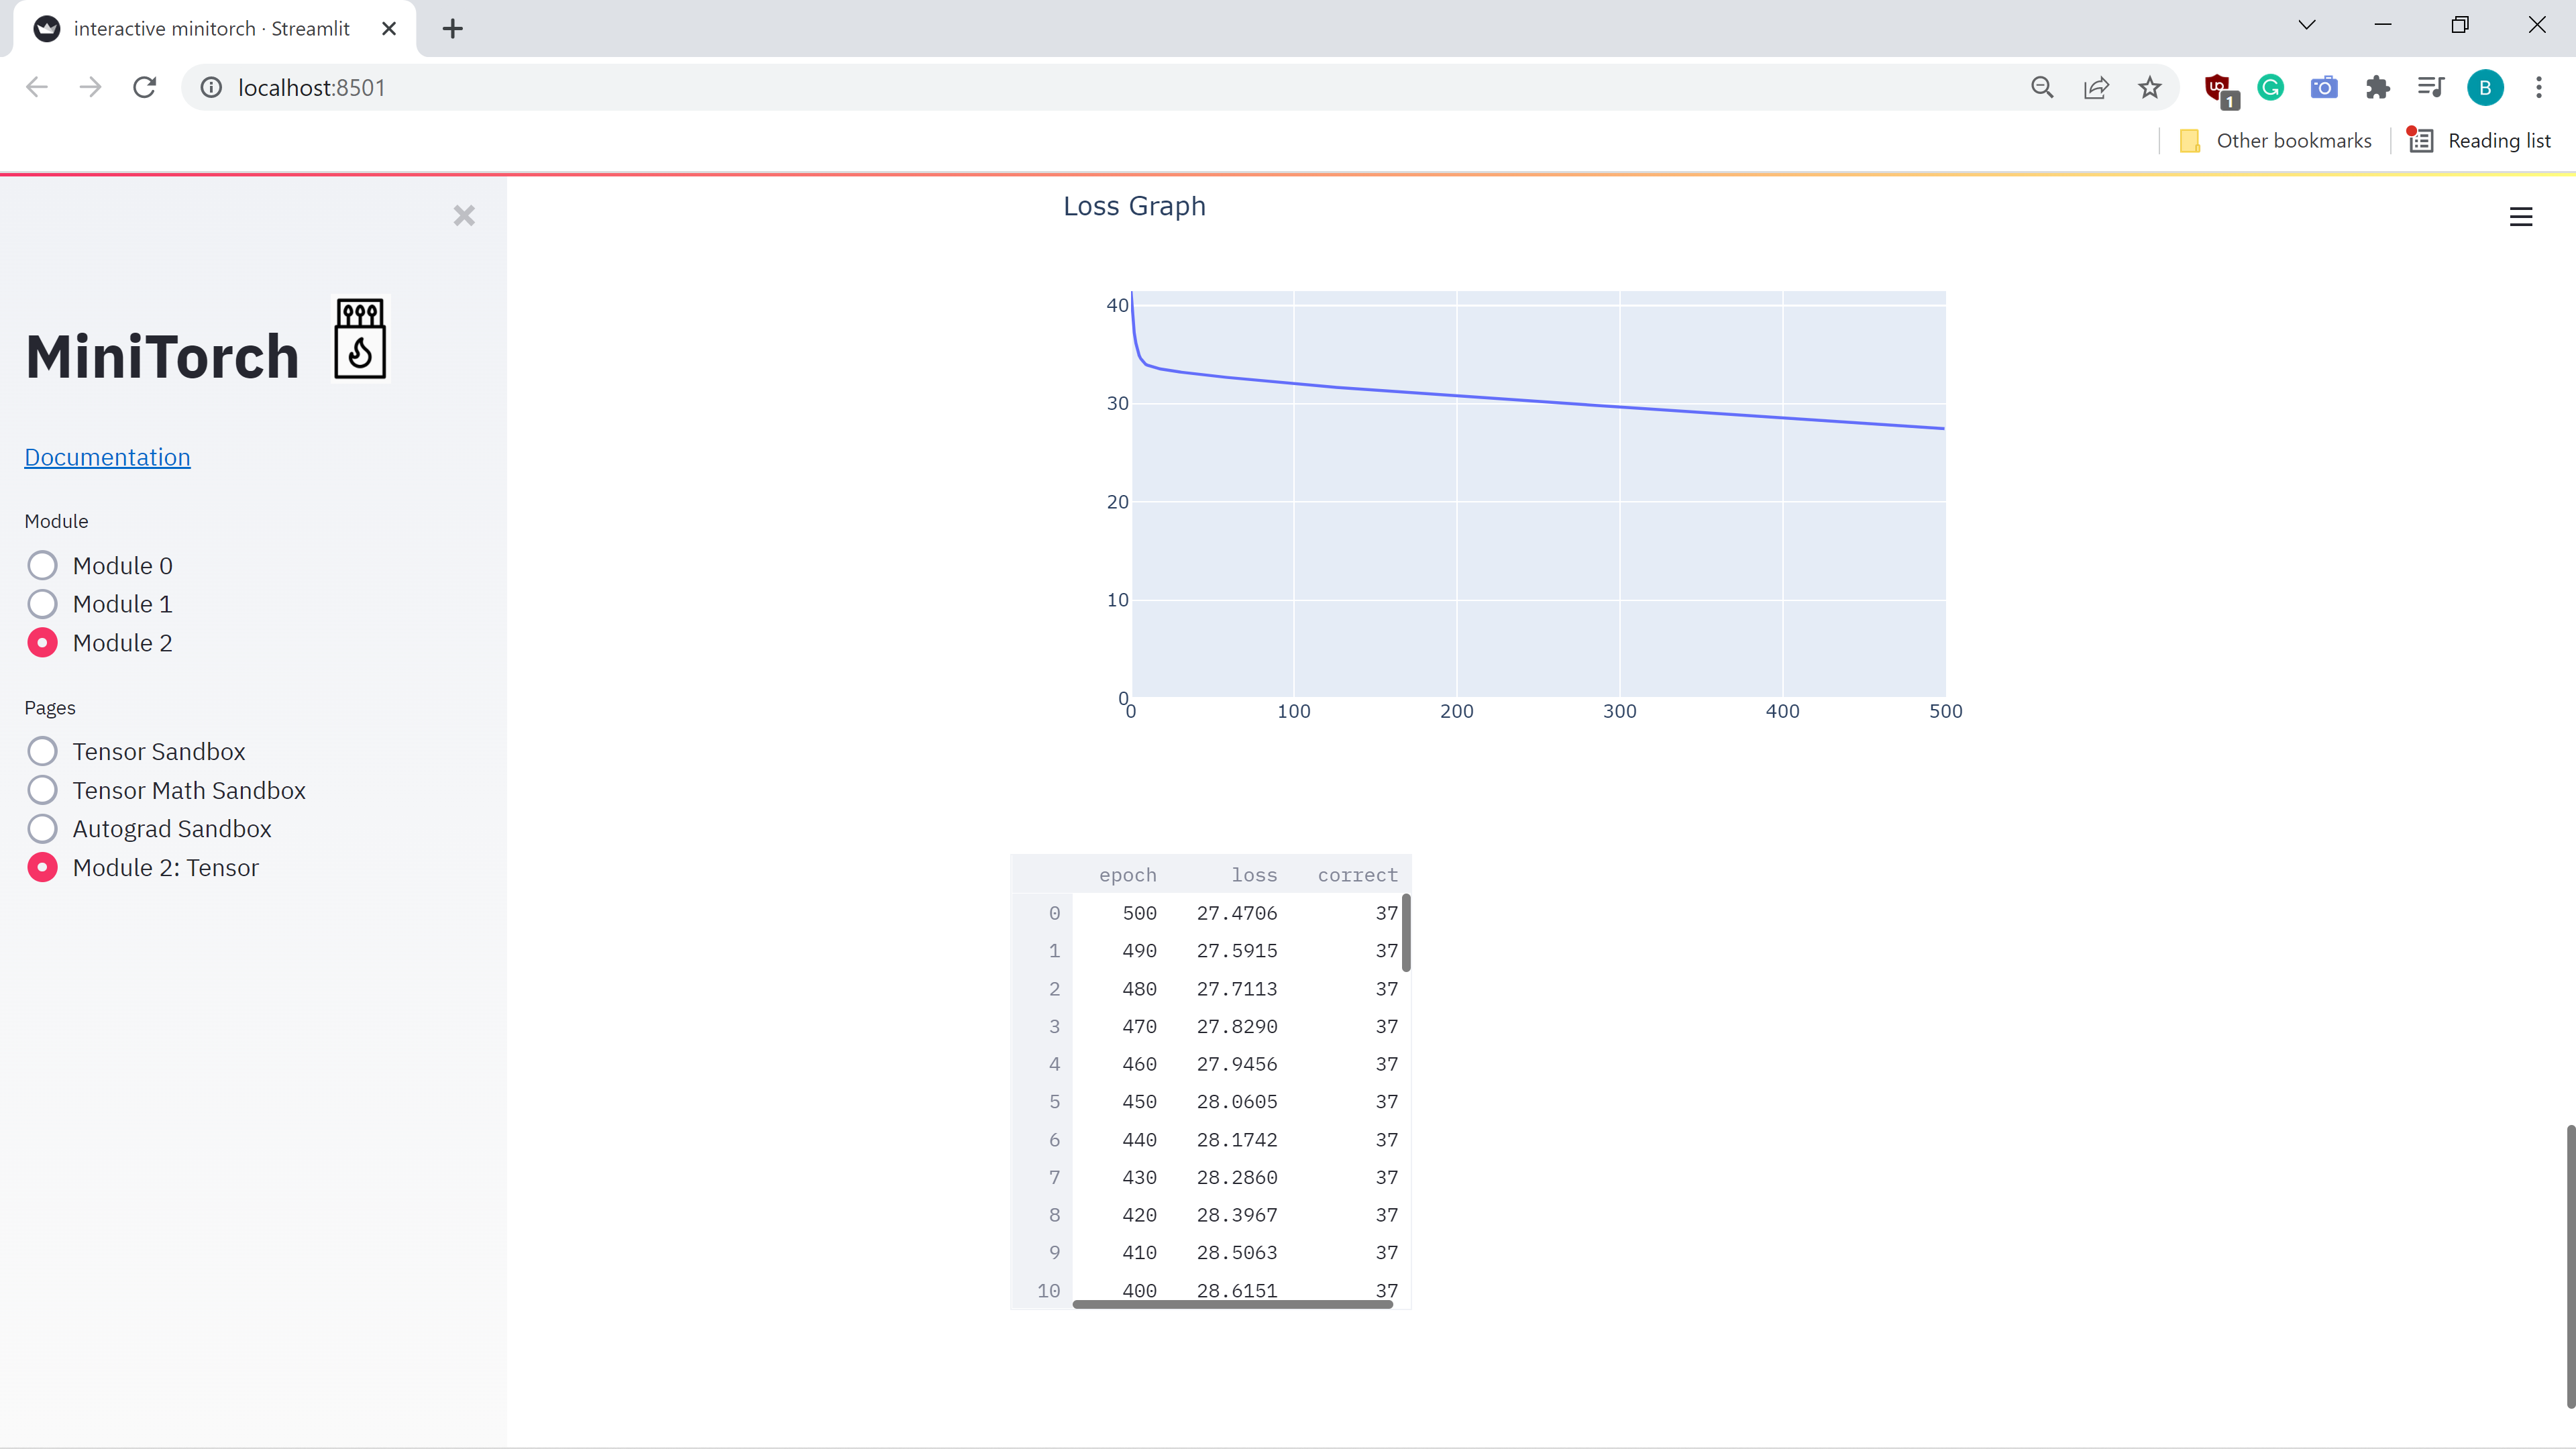 interactive minitorch · Streamlit
localhost:8501
1
B
Other bookmarks
Reading list
MiniTorch
Documentation
Module
Module 0
Module 1
Module 2
Pages
Tensor Sandbox
Tensor Math Sandbox
Autograd Sandbox
Module 2: Tensor
Loss Graph
40
30
20
10
0
0 100 200 300 400 500
epoch loss correct
0 500 27.4706 37
1 490 27.5915 37
2 480 27.7113 37
3 470 27.8290 37
4 460 27.9456 37
5 450 28.0605 37
6 440 28.1742 37
7 430 28.2860 37
8 420 28.3967 37
9 410 28.5063 37
10 400 28.6151 37